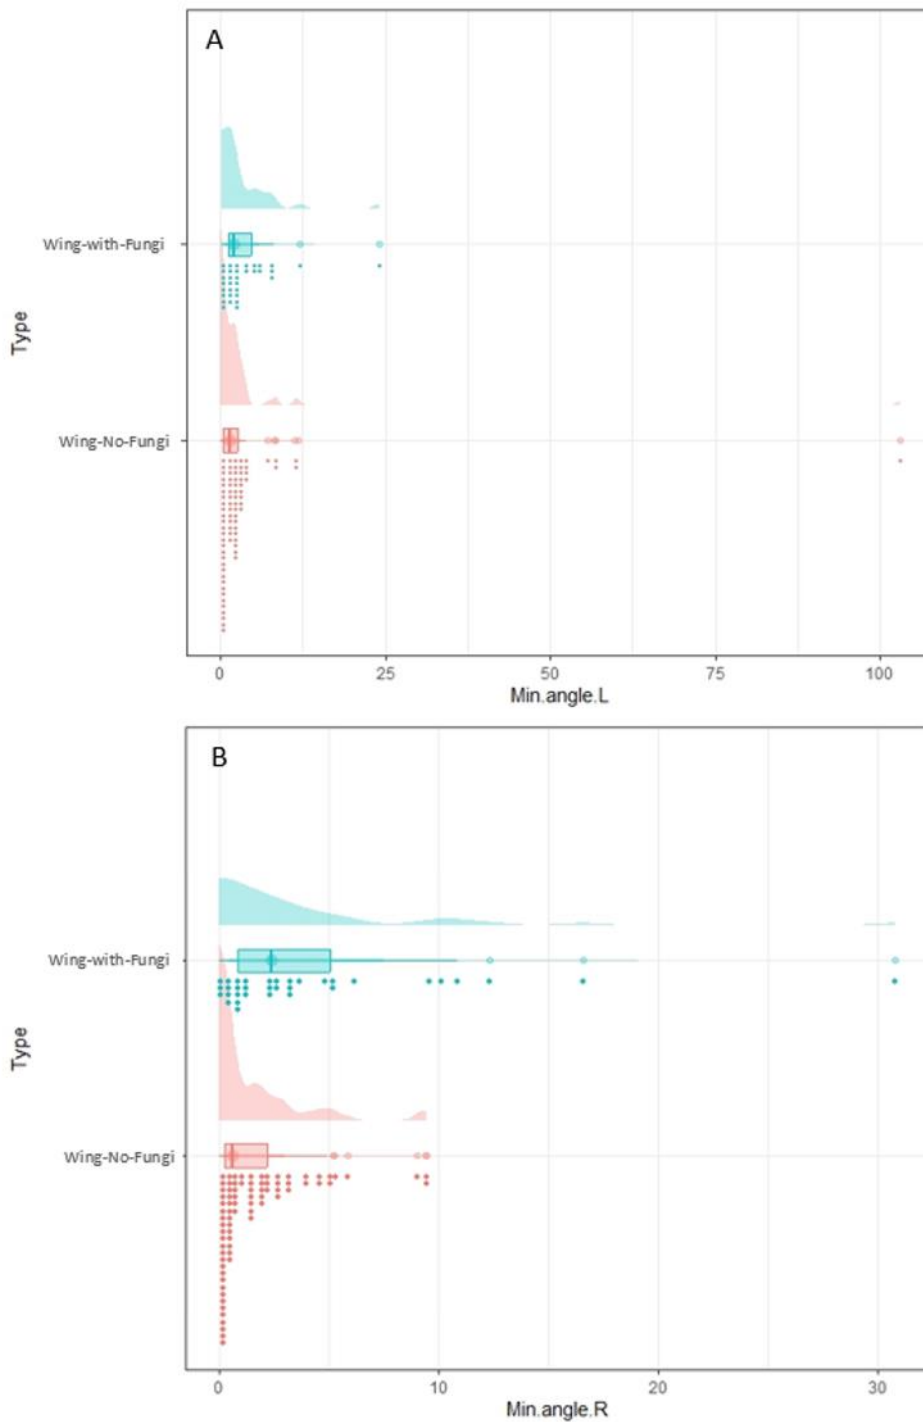 A
Wing-with-Fungi
Wing-No-Fungi
Type
0 25 50 75 100
Min.angle.L
B
Wing-with-Fungi
Wing-No-Fungi
Type
0 10 20 30
Min.angle.R